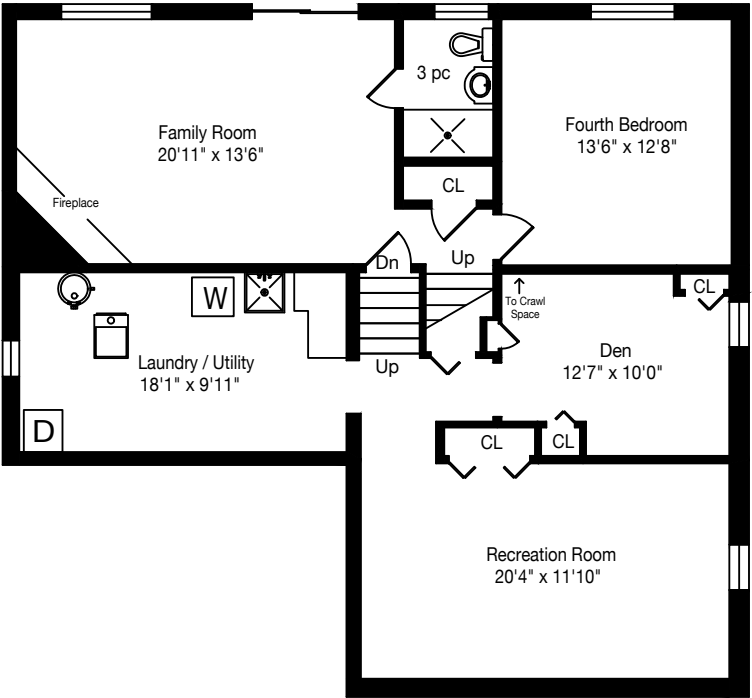 3 pc
Family Room
20'11" x 13'6"
Fourth Bedroom
13'6" x 12'8"
CL
Fireplace
Dn
Up
W
↑
To Crawl
Space
CL
Laundry / Utility
18'1" x 9'11"
Up
Den
12'7" x 10'0"
D
CL
CL
Recreation Room
20'4" x 11'10"